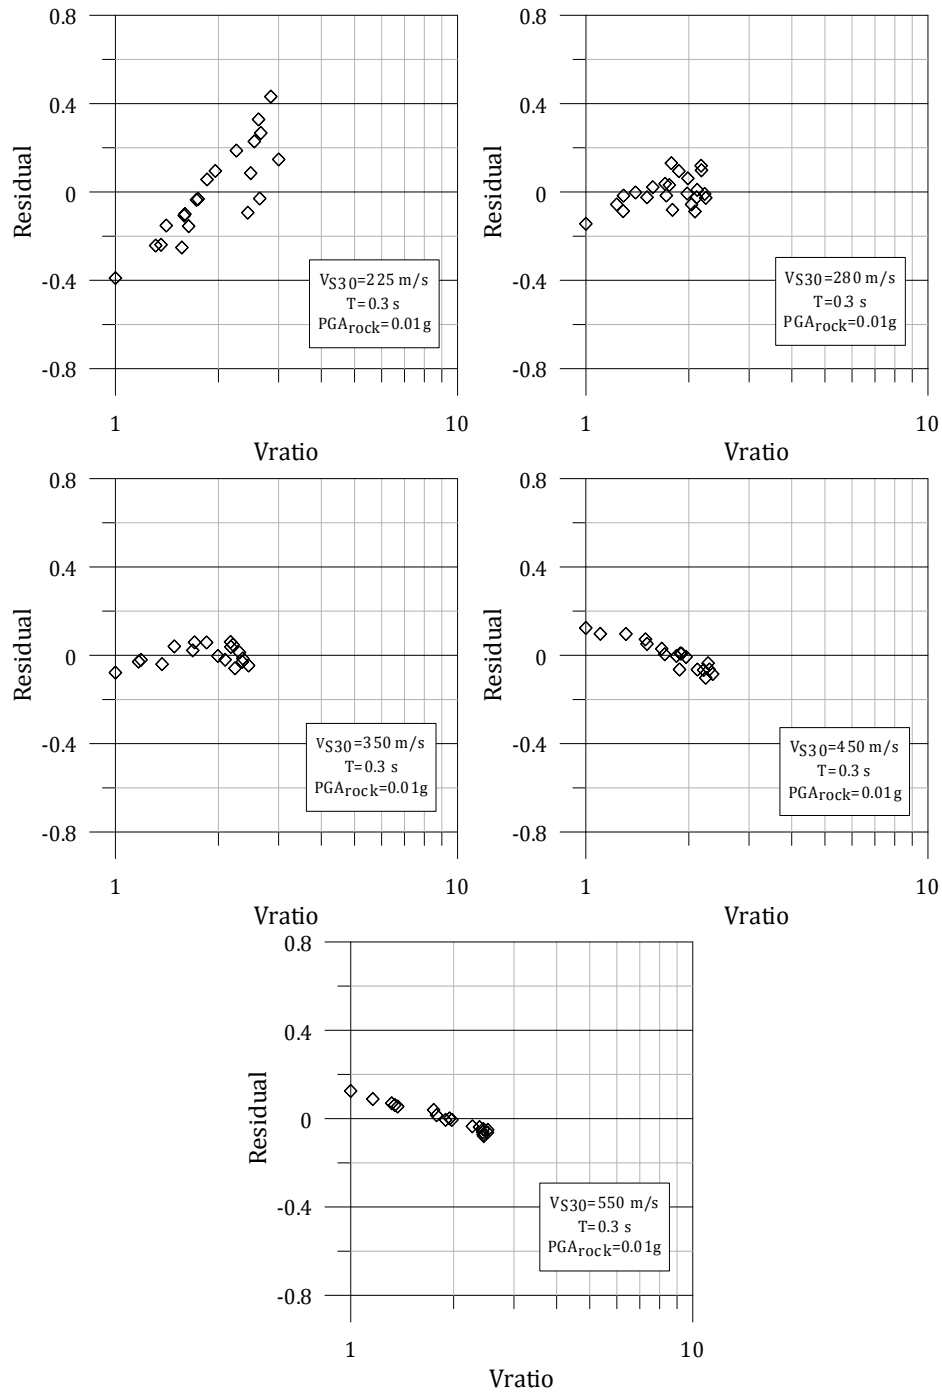 0.8
0.4
0
-0.4
-0.8
Residual
VS30=225 m/s
T=0.3 s
PGArock=0.01g
1
10
Vratio
0.8
0.4
0
-0.4
-0.8
Residual
VS30=280 m/s
T=0.3 s
PGArock=0.01g
1
10
Vratio
0.8
0.4
0
-0.4
-0.8
Residual
VS30=350 m/s
T=0.3 s
PGArock=0.01g
1
10
Vratio
0.8
0.4
0
-0.4
-0.8
Residual
VS30=450 m/s
T=0.3 s
PGArock=0.01g
1
10
Vratio
0.8
0.4
0
-0.4
-0.8
Residual
VS30=550 m/s
T=0.3 s
PGArock=0.01g
1
10
Vratio